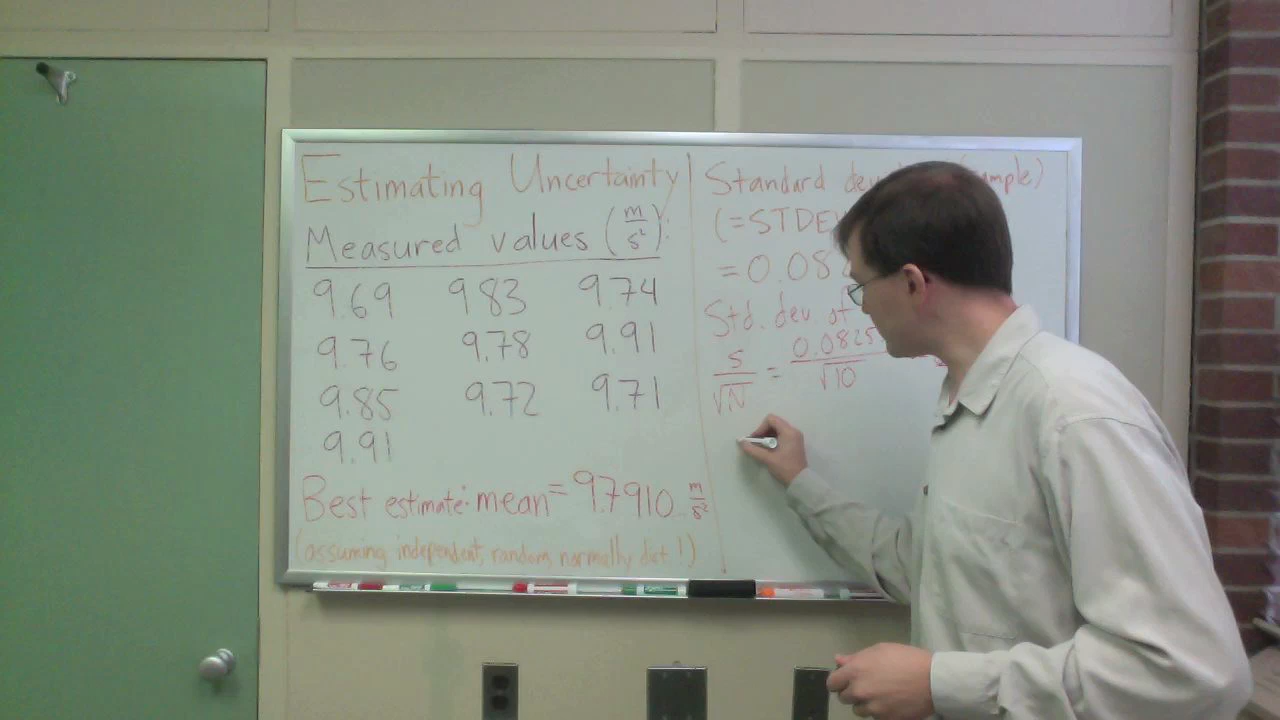 Estimating Uncertainty
Measured values (m/s²):
9.69 9.83 9.74
9.76 9.78 9.91
9.85 9.72 9.71
9.91
Best estimate: mean = 9.7910 m/s²
(assuming independent, random, normally dist!)
Standard
(=STDEV
= 0.082
Std. dev. of
s/√N = 0.0825/√10